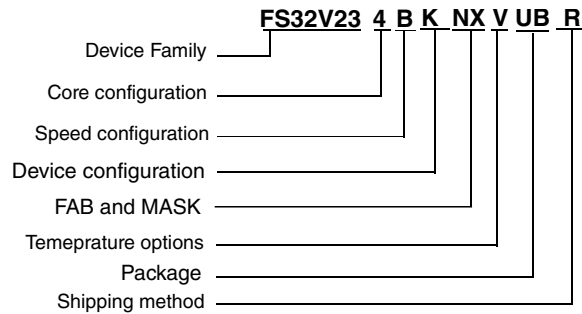 FS32V23 4 B K NX V UB R
Device Family
Core configuration
Speed configuration
Device configuration
FAB and MASK
Temeprature options
Package
Shipping method